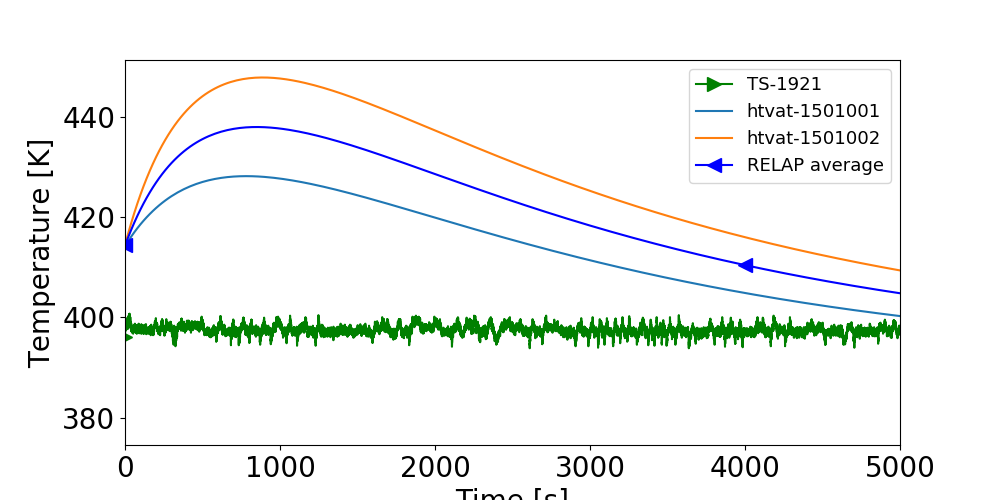 TS-1921
htvat-1501001
htvat-1501002
RELAP average
Temperature [K]
440
420
400
380
0 1000 2000 3000 4000 5000
Time [s]